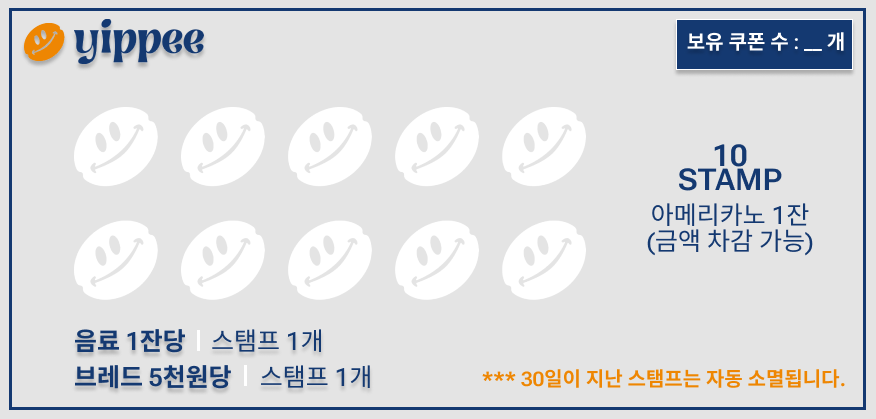 yippee
보유 쿠폰 수 : __ 개
10
STAMP
아메리카노 1잔
(금액 차감 가능)
음료 1잔당 | 스탬프 1개
브레드 5천원당 | 스탬프 1개
*** 30일이 지난 스탬프는 자동 소멸됩니다.